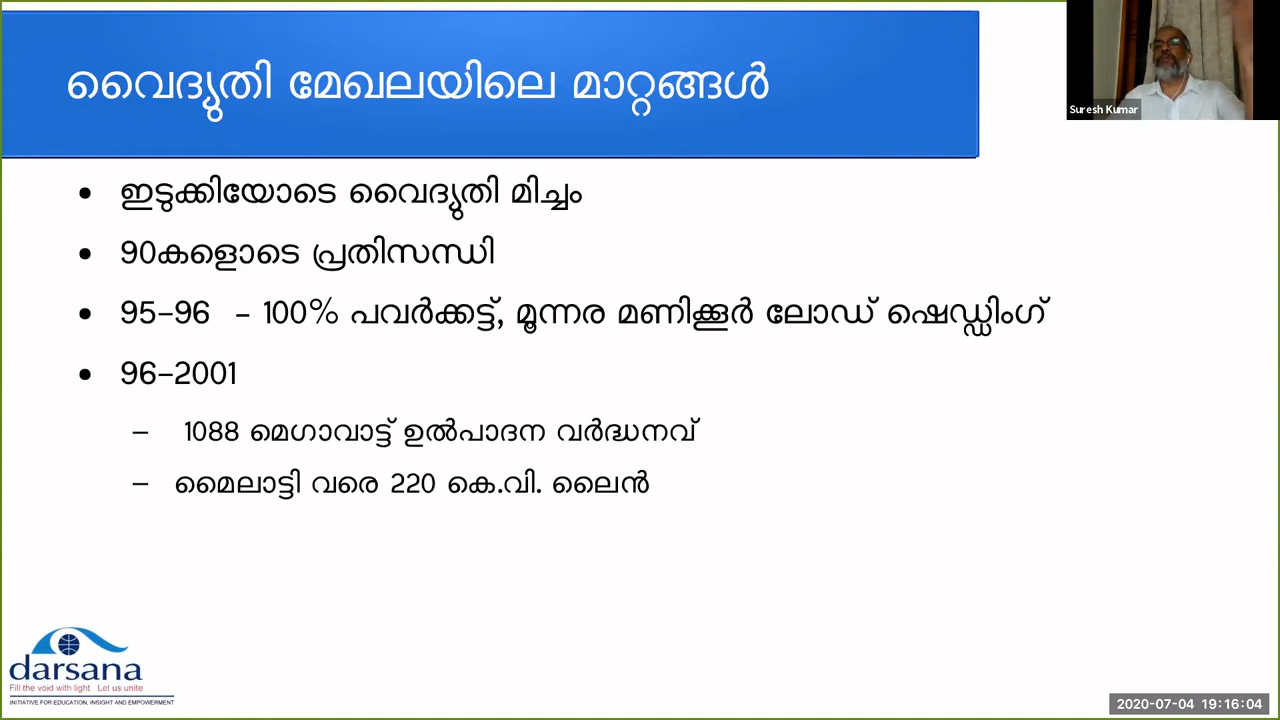 വൈദ്യുതി മേഖലയിലെ മാറ്റങ്ങൾ
Suresh Kumar
• ഇടുക്കിയോടെ വൈദ്യുതി മിച്ചം
• 90കളൊടെ പ്രതിസന്ധി
• 95–96 – 100% പവർക്കട്ട്, മൂന്നര മണിക്കൂർ ലോഡ് ഷെഡ്ഡിംഗ്
• 96–2001
– 1088 മെഗാവാട്ട് ഉൽപാദന വർദ്ധനവ്
– മൈലാട്ടി വരെ 220 കെ.വി. ലൈൻ
darsana
Fill the void with light Let us unite
INITIATIVE FOR EDUCATION, INSIGHT AND EMPOWERMENT
2020-07-04 19:16:04